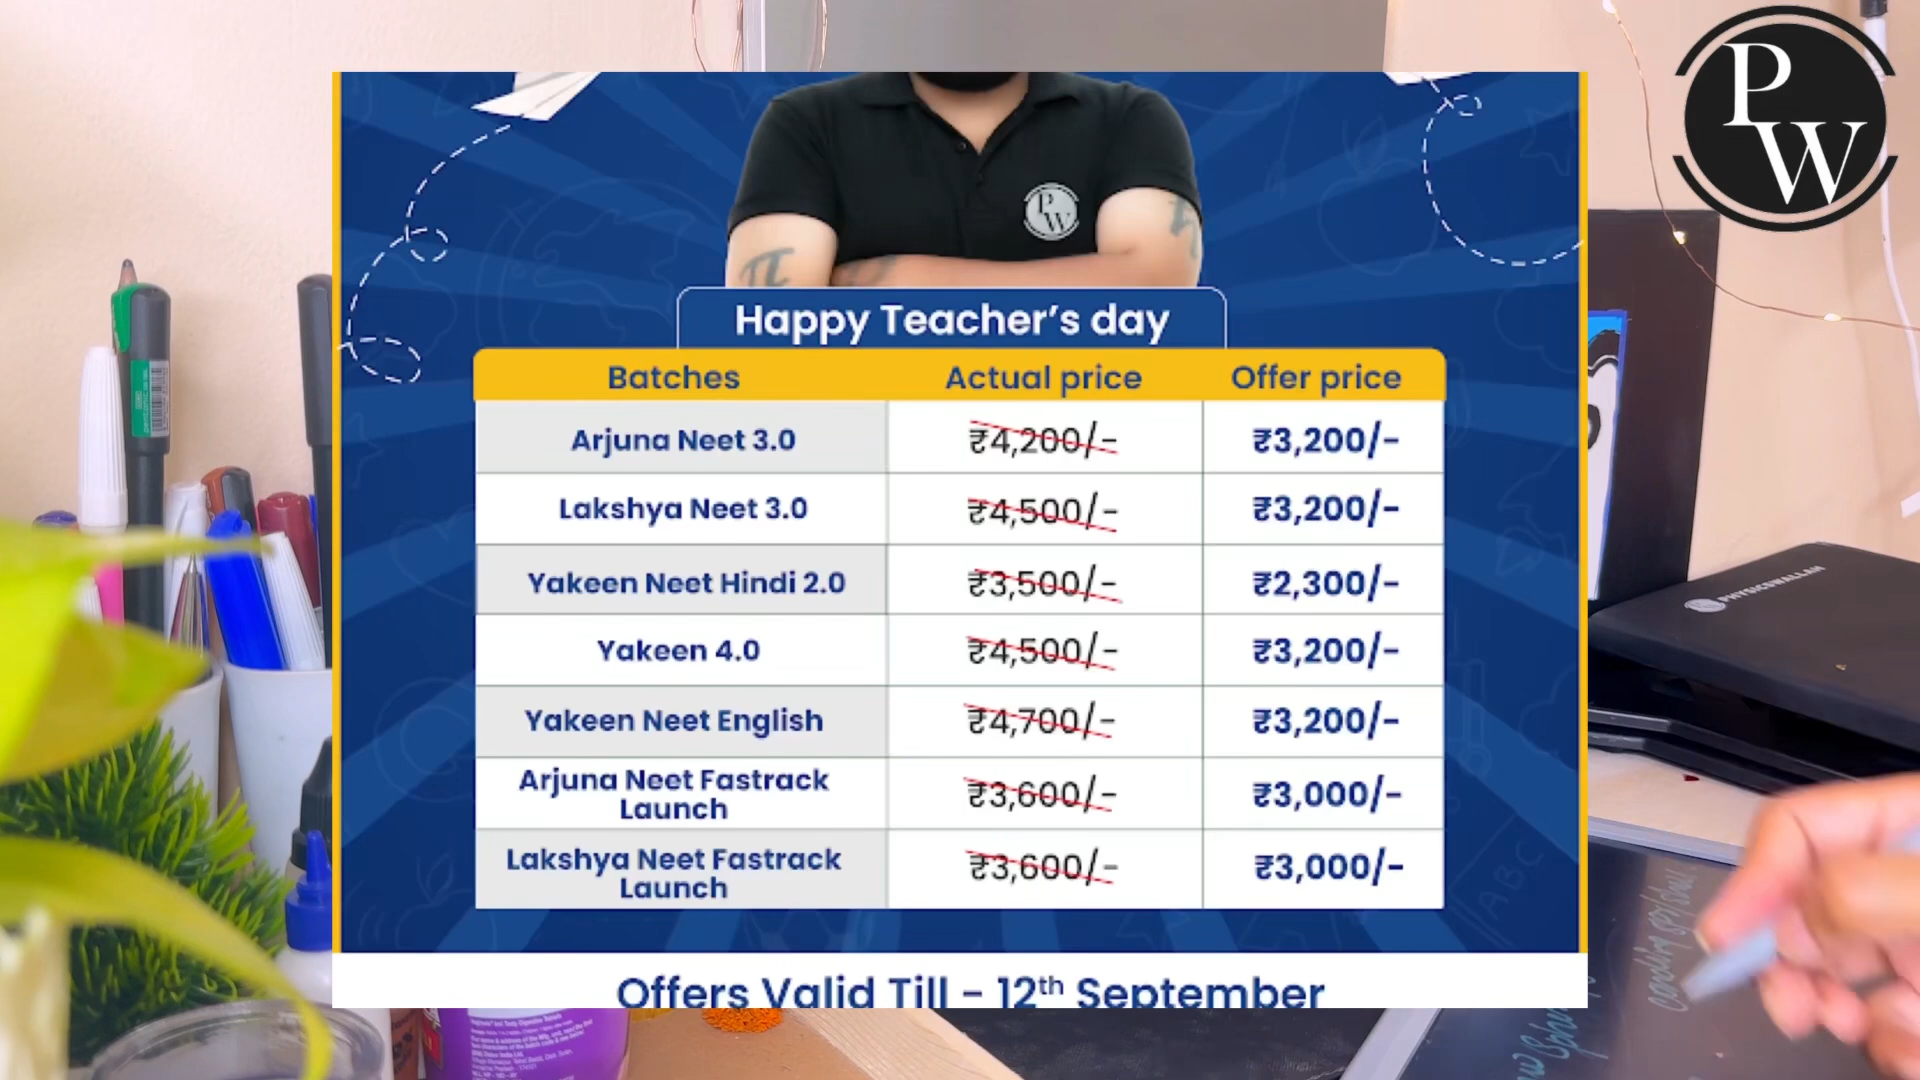 P
W
P
W
Happy Teacher's day
Batches Actual price Offer price
Arjuna Neet 3.0 ₹4,200/- ₹3,200/-
Lakshya Neet 3.0 ₹4,500/- ₹3,200/-
Yakeen Neet Hindi 2.0 ₹3,500/- ₹2,300/-
Yakeen 4.0 ₹4,500/- ₹3,200/-
Yakeen Neet English ₹4,700/- ₹3,200/-
Arjuna Neet Fastrack
Launch ₹3,600/- ₹3,000/-
Lakshya Neet Fastrack
Launch ₹3,600/- ₹3,000/-
Offers Valid Till - 12th September
PHYSICSWALLAH
ABC